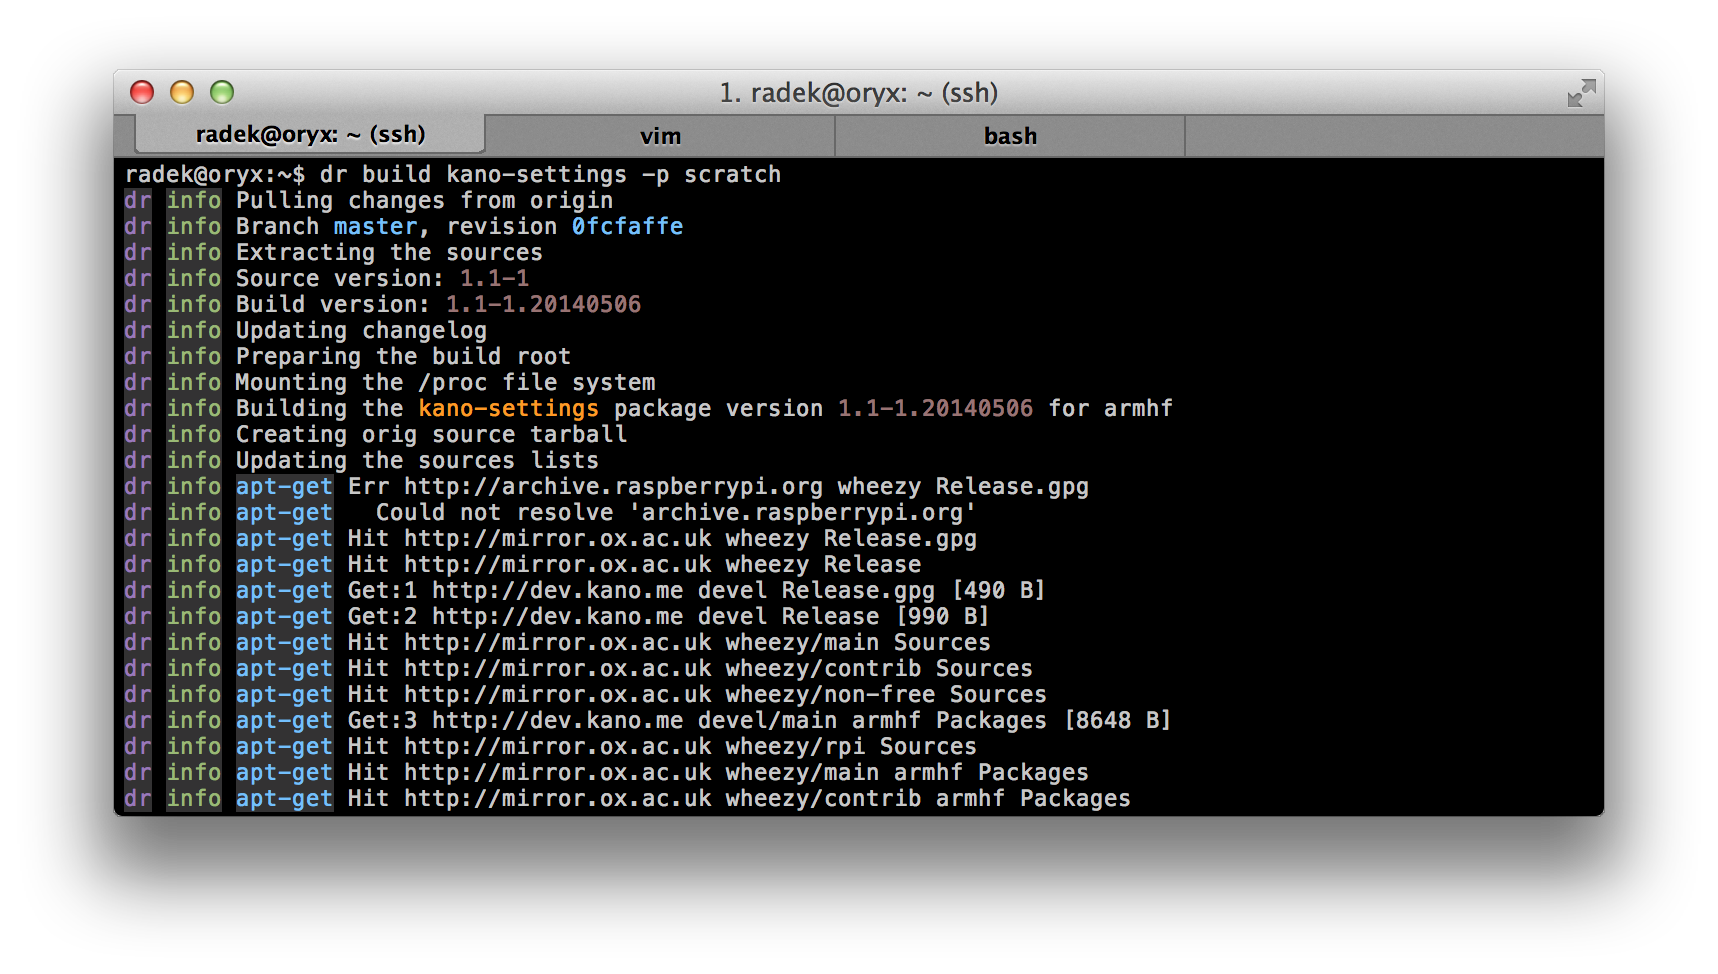 1. radek@oryx: ~ (ssh)
radek@oryx: ~ (ssh) vim bash
radek@oryx:~$ dr build kano-settings -p scratch
dr info Pulling changes from origin
dr info Branch master, revision 0fcfaffe
dr info Extracting the sources
dr info Source version: 1.1-1
dr info Build version: 1.1-1.20140506
dr info Updating changelog
dr info Preparing the build root
dr info Mounting the /proc file system
dr info Building the kano-settings package version 1.1-1.20140506 for armhf
dr info Creating orig source tarball
dr info Updating the sources lists
dr info apt-get Err http://archive.raspberrypi.org wheezy Release.gpg
dr info apt-get   Could not resolve 'archive.raspberrypi.org'
dr info apt-get Hit http://mirror.ox.ac.uk wheezy Release.gpg
dr info apt-get Hit http://mirror.ox.ac.uk wheezy Release
dr info apt-get Get:1 http://dev.kano.me devel Release.gpg [490 B]
dr info apt-get Get:2 http://dev.kano.me devel Release [990 B]
dr info apt-get Hit http://mirror.ox.ac.uk wheezy/main Sources
dr info apt-get Hit http://mirror.ox.ac.uk wheezy/contrib Sources
dr info apt-get Hit http://mirror.ox.ac.uk wheezy/non-free Sources
dr info apt-get Get:3 http://dev.kano.me devel/main armhf Packages [8648 B]
dr info apt-get Hit http://mirror.ox.ac.uk wheezy/rpi Sources
dr info apt-get Hit http://mirror.ox.ac.uk wheezy/main armhf Packages
dr info apt-get Hit http://mirror.ox.ac.uk wheezy/contrib armhf Packages